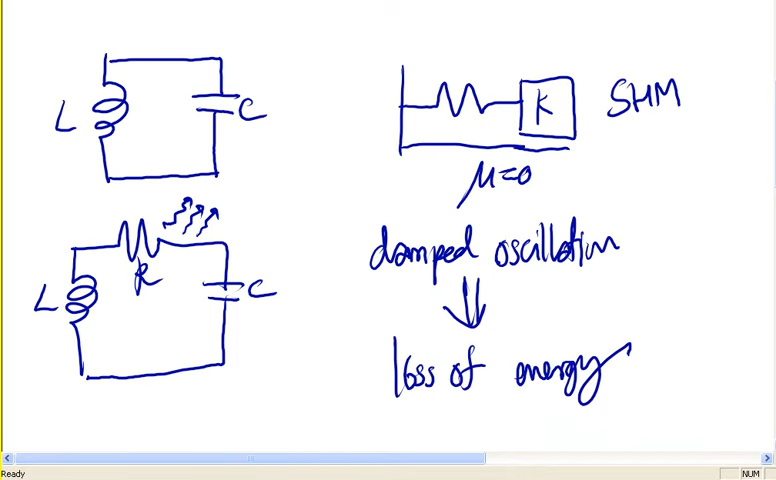 L
C
K
SHM
μ=0
R
L
C
damped oscillation
loss of energy
Ready
NUM